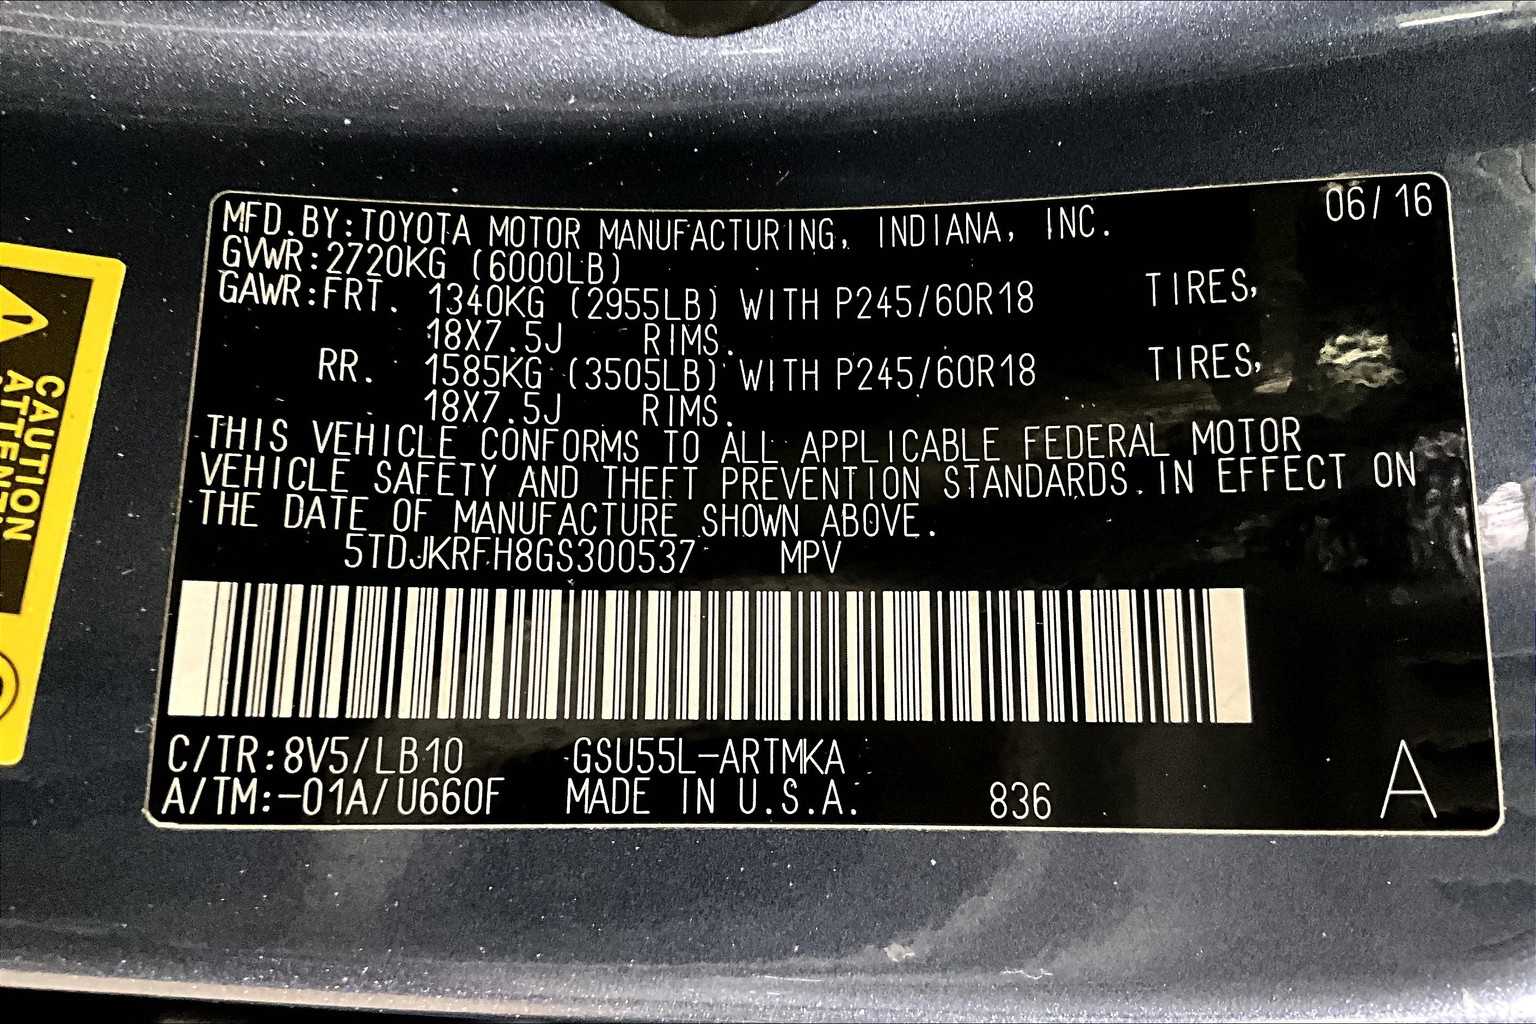 MFD.BY:TOYOTA MOTOR MANUFACTURING, INDIANA, INC. 06/16
GVWR:2720KG (6000LB)
GAWR:FRT. 1340KG (2955LB) WITH P245/60R18 TIRES,
18X7.5J RIMS.
RR. 1585KG (3505LB) WITH P245/60R18 TIRES,
18X7.5J RIMS.
THIS VEHICLE CONFORMS TO ALL APPLICABLE FEDERAL MOTOR
VEHICLE SAFETY AND THEFT PREVENTION STANDARDS.IN EFFECT ON
THE DATE OF MANUFACTURE SHOWN ABOVE.
5TDJKRFH8GS300537 MPV
C/TR:8V5/LB10 GSU55L-ARTMKA
A/TM:-01A/U660F MADE IN U.S.A. 836 A
CAUTION